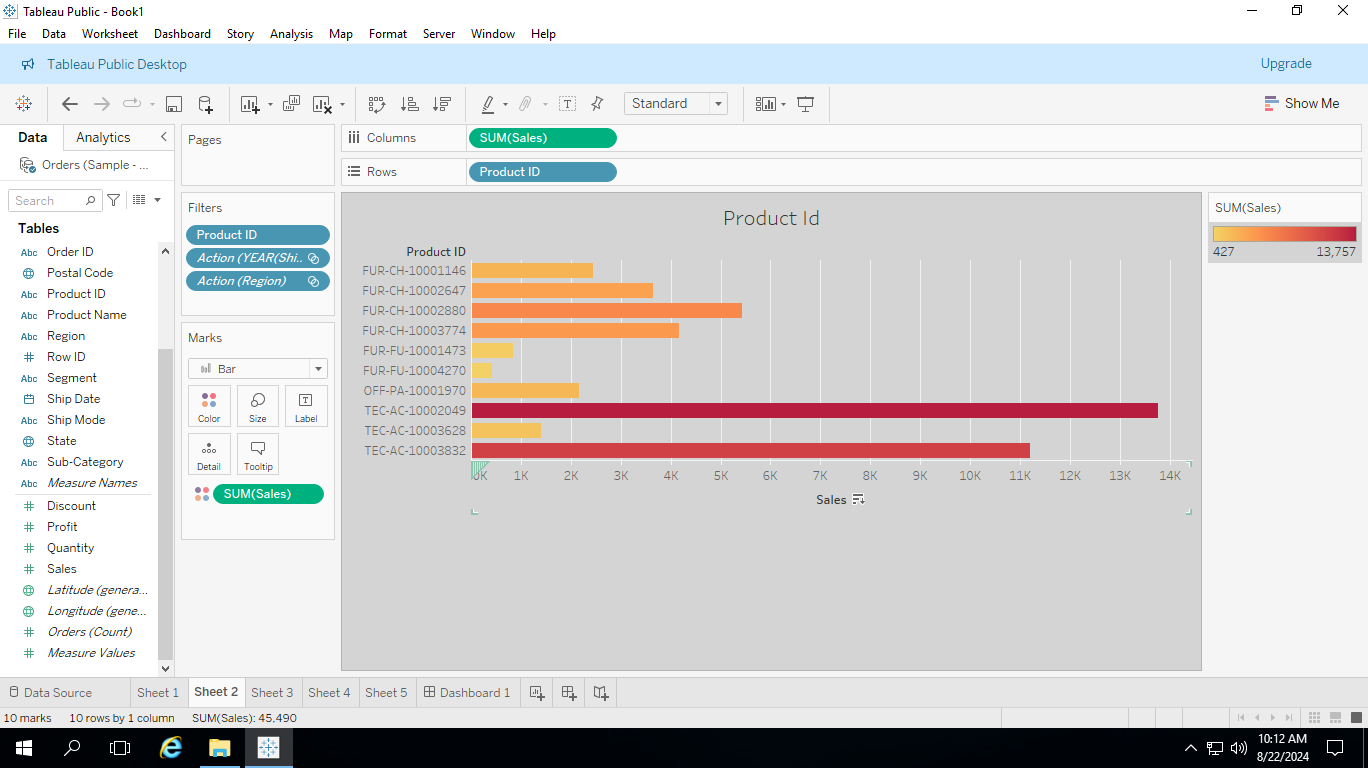 Tableau Public - Book1
File Data Worksheet Dashboard Story Analysis Map Format Server Window Help
Tableau Public Desktop
Upgrade
Standard
Show Me
Data Analytics
Orders (Sample - ...
Search
Tables
Abc Order ID
Postal Code
Abc Product ID
Abc Product Name
Abc Region
# Row ID
Abc Segment
Ship Date
Abc Ship Mode
State
Abc Sub-Category
Abc Measure Names
# Discount
# Profit
# Quantity
# Sales
Latitude (genera...
Longitude (gene...
# Orders (Count)
# Measure Values
Pages
Filters
Product ID
Action (YEAR(Shi..
Action (Region)
Marks
Bar
Color Size Label
Detail Tooltip
SUM(Sales)
Columns SUM(Sales)
Rows Product ID
Product Id
Product ID
FUR-CH-10001146
FUR-CH-10002647
FUR-CH-10002880
FUR-CH-10003774
FUR-FU-10001473
FUR-FU-10004270
OFF-PA-10001970
TEC-AC-10002049
TEC-AC-10003628
TEC-AC-10003832
0K 1K 2K 3K 4K 5K 6K 7K 8K 9K 10K 11K 12K 13K 14K
Sales
SUM(Sales)
427 13,757
Data Source Sheet 1 Sheet 2 Sheet 3 Sheet 4 Sheet 5 Dashboard 1
10 marks 10 rows by 1 column SUM(Sales): 45,490
10:12 AM
8/22/2024